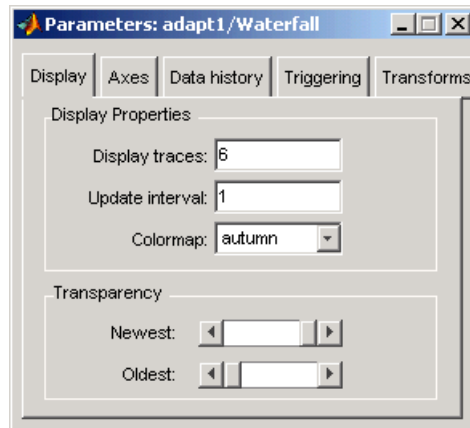 Parameters: adapt1/Waterfall
Display Axes Data history Triggering Transforms
Display Properties
Display traces: 6
Update interval: 1
Colormap: autumn
Transparency
Newest:
Oldest: